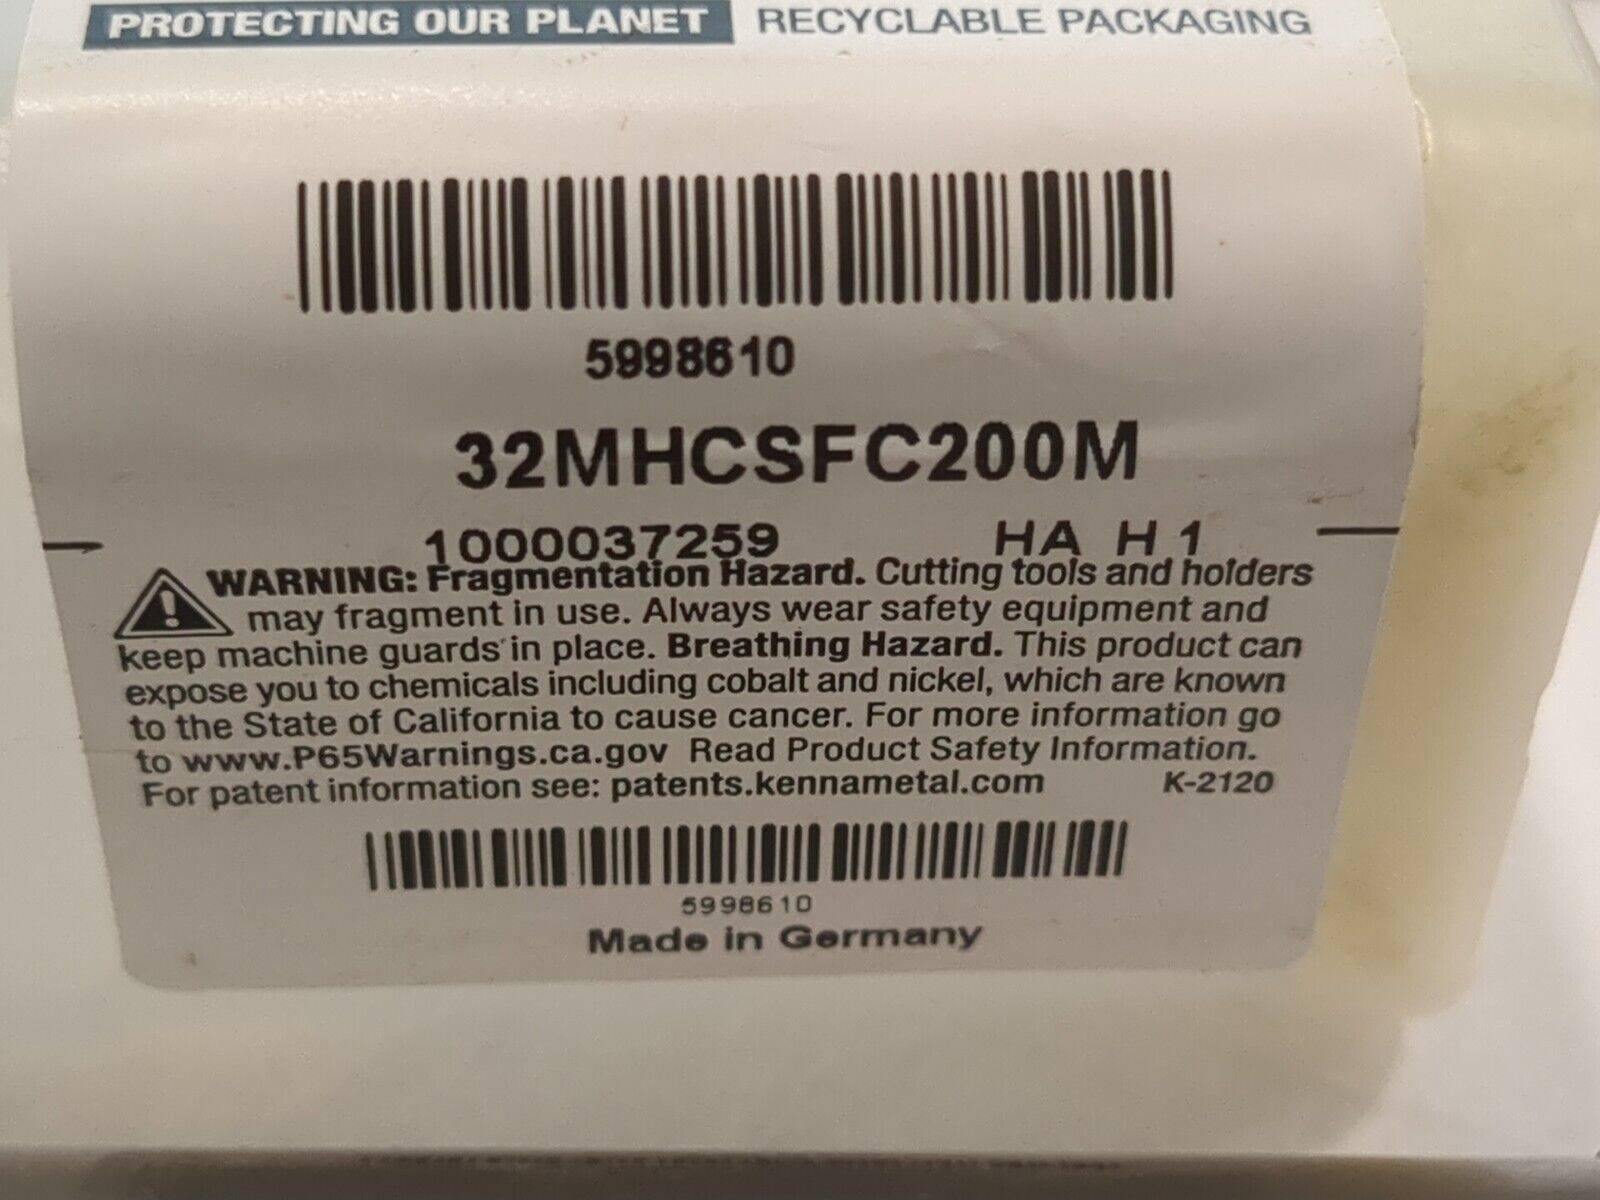 PROTECTING OUR PLANET RECYCLABLE PACKAGING
5998610
32MHCSFC200M
1000037259 HA H1
WARNING: Fragmentation Hazard. Cutting tools and holders
may fragment in use. Always wear safety equipment and
keep machine guards in place. Breathing Hazard. This product can
expose you to chemicals including cobalt and nickel, which are known
to the State of California to cause cancer. For more information go
to www.P65Warnings.ca.gov Read Product Safety Information.
For patent information see: patents.kennametal.com K-2120
5998610
Made in Germany